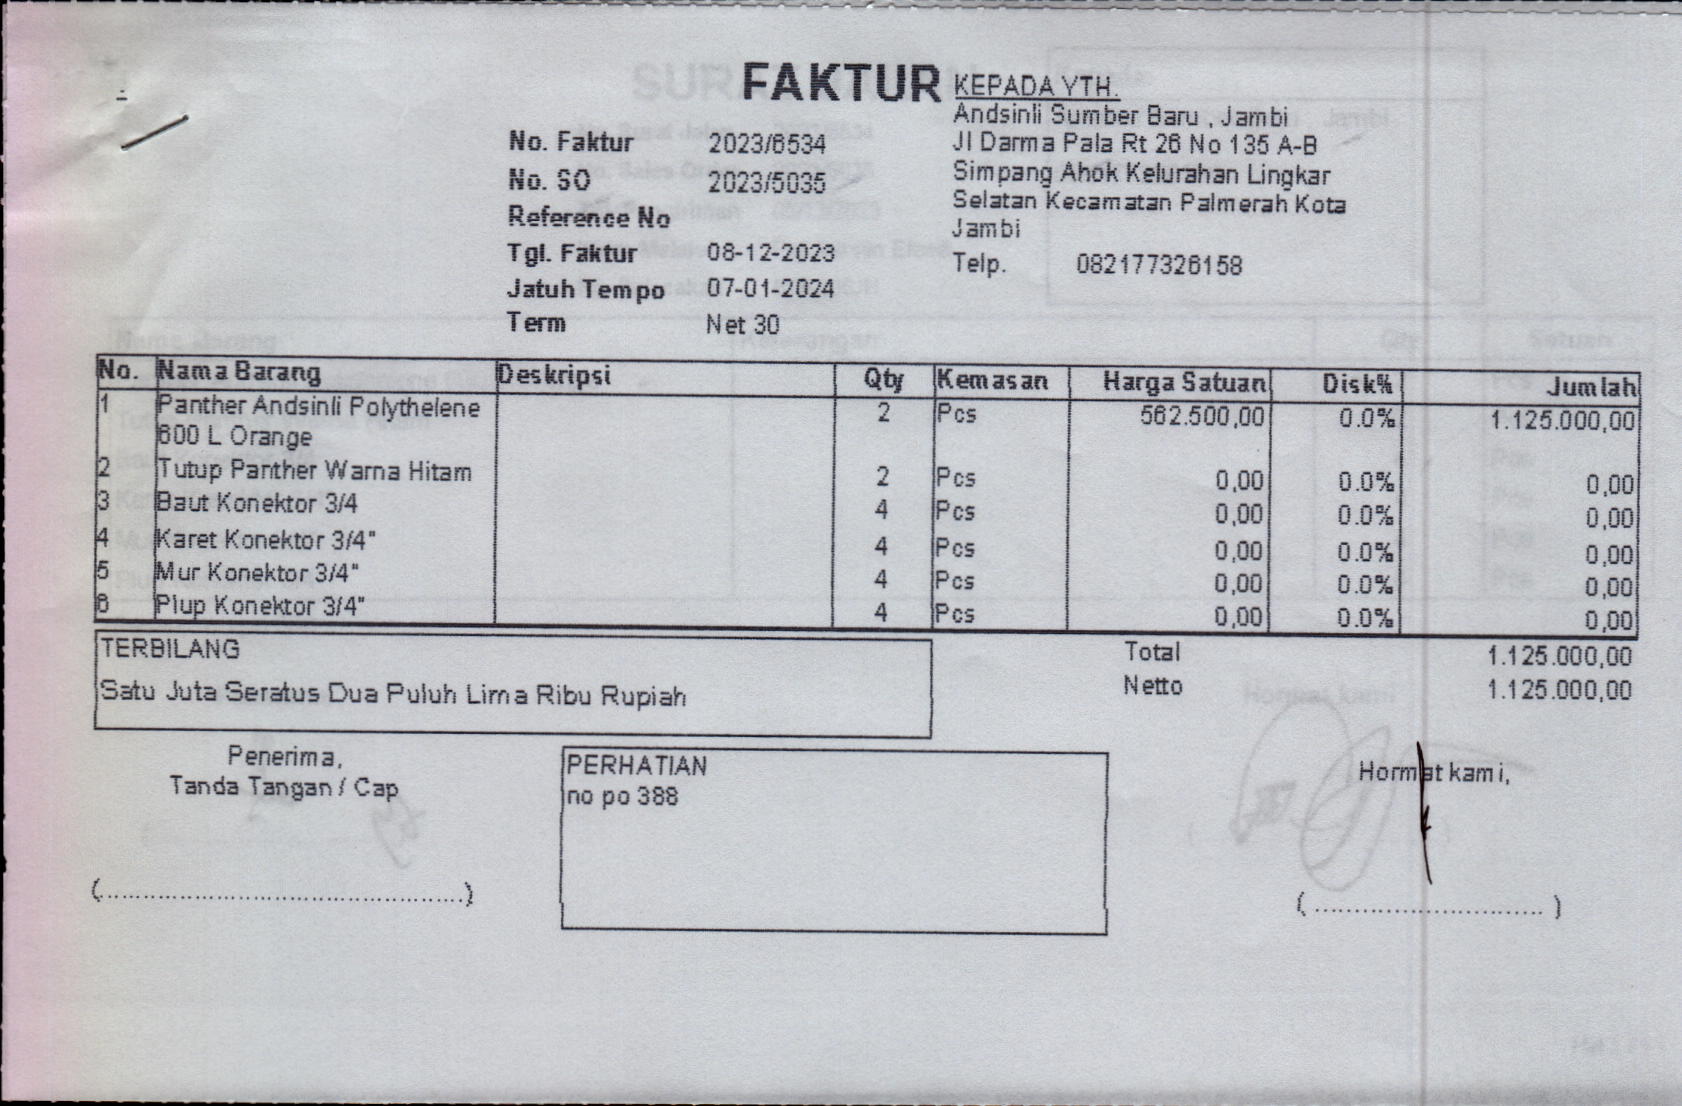 FAKTUR
No. Faktur 2023/6534
No. SO 2023/5035
Reference No
Tgl. Faktur 08-12-2023
Jatuh Tempo 07-01-2024
Term Net 30
KEPADA YTH.
Andsinli Sumber Baru , Jambi
Jl Darma Pala Rt 26 No 135 A-B
Simpang Ahok Kelurahan Lingkar
Selatan Kecamatan Palmerah Kota
Jambi
Telp. 082177326158
No. Nama Barang Deskripsi Qty Kemasan Harga Satuan Disk% Jumlah
1 Panther Andsinli Polythelene 2 Pcs 562.500,00 0.0% 1.125.000,00
600 L Orange
2 Tutup Panther Warna Hitam 2 Pcs 0,00 0.0% 0,00
3 Baut Konektor 3/4 4 Pcs 0,00 0.0% 0,00
4 Karet Konektor 3/4" 4 Pcs 0,00 0.0% 0,00
5 Mur Konektor 3/4" 4 Pcs 0,00 0.0% 0,00
6 Plup Konektor 3/4" 4 Pcs 0,00 0.0% 0,00
TERBILANG
Satu Juta Seratus Dua Puluh Lima Ribu Rupiah
Total 1.125.000,00
Netto 1.125.000,00
Penerima,
Tanda Tangan / Cap
(................................................)
PERHATIAN
no po 388
Hormat kami,
( .............................. )